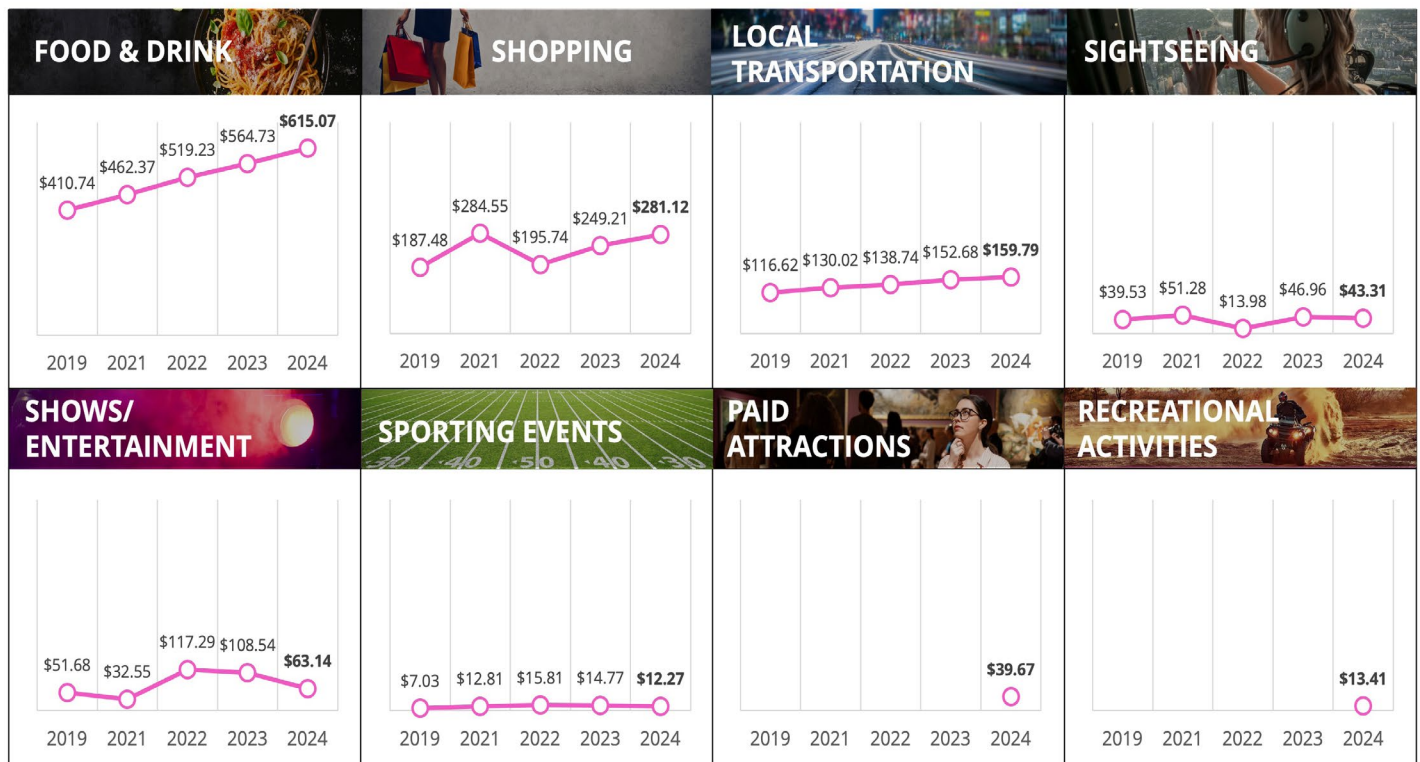 FOOD & DRINK
SHOPPING
LOCAL
TRANSPORTATION
SIGHTSEEING
$410.74
$462.37
$519.23
$564.73
$615.07
2019 2021 2022 2023 2024
$187.48
$284.55
$195.74
$249.21
$281.12
2019 2021 2022 2023 2024
$116.62 $130.02 $138.74 $152.68 $159.79
2019 2021 2022 2023 2024
$39.53
$51.28
$13.98
$46.96
$43.31
2019 2021 2022 2023 2024
SHOWS/
ENTERTAINMENT
SPORTING EVENTS
30 40 50 40 30
PAID
ATTRACTIONS
RECREATIONAL
ACTIVITIES
$51.68
$32.55
$117.29
$108.54
$63.14
2019 2021 2022 2023 2024
$7.03 $12.81 $15.81 $14.77 $12.27
2019 2021 2022 2023 2024
$39.67
2019 2021 2022 2023 2024
$13.41
2019 2021 2022 2023 2024